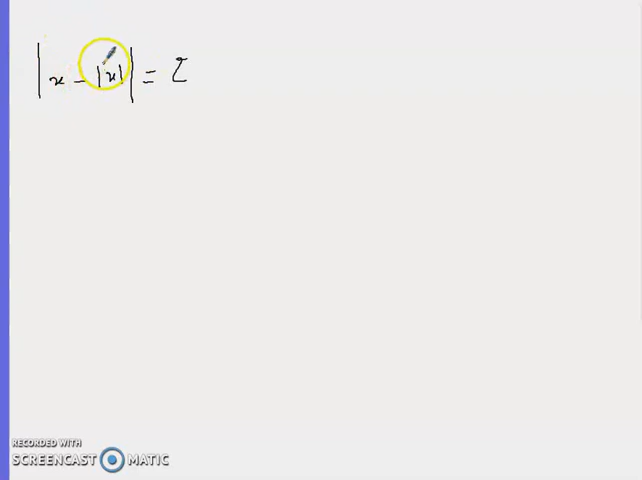 |x - |x|| = 2
RECORDED WITH
SCREENCAST MATIC